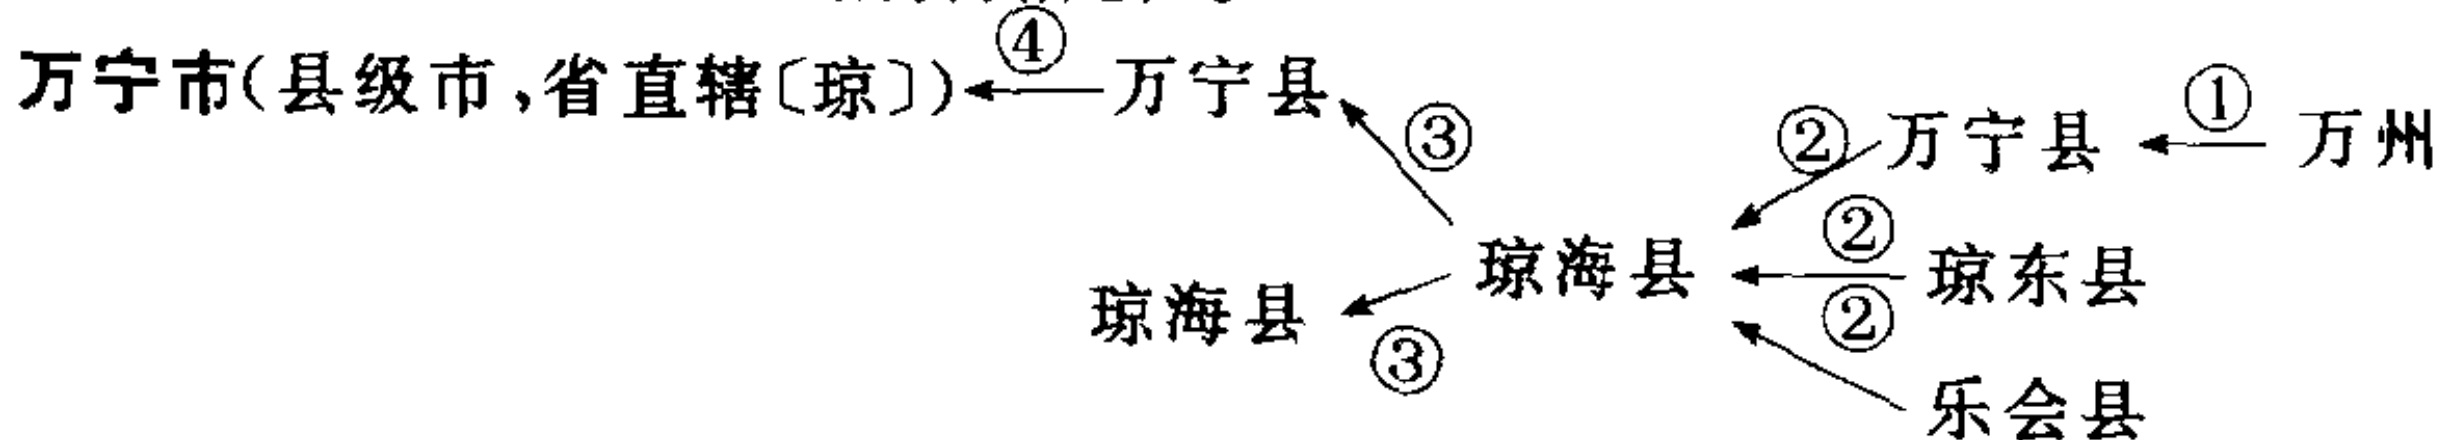 万宁市(县级市,省直辖〔琼〕) ④ 万宁县 ③ ② 万宁县 ① 万州
琼海县 ③ 琼海县 ② 琼东县
② 乐会县